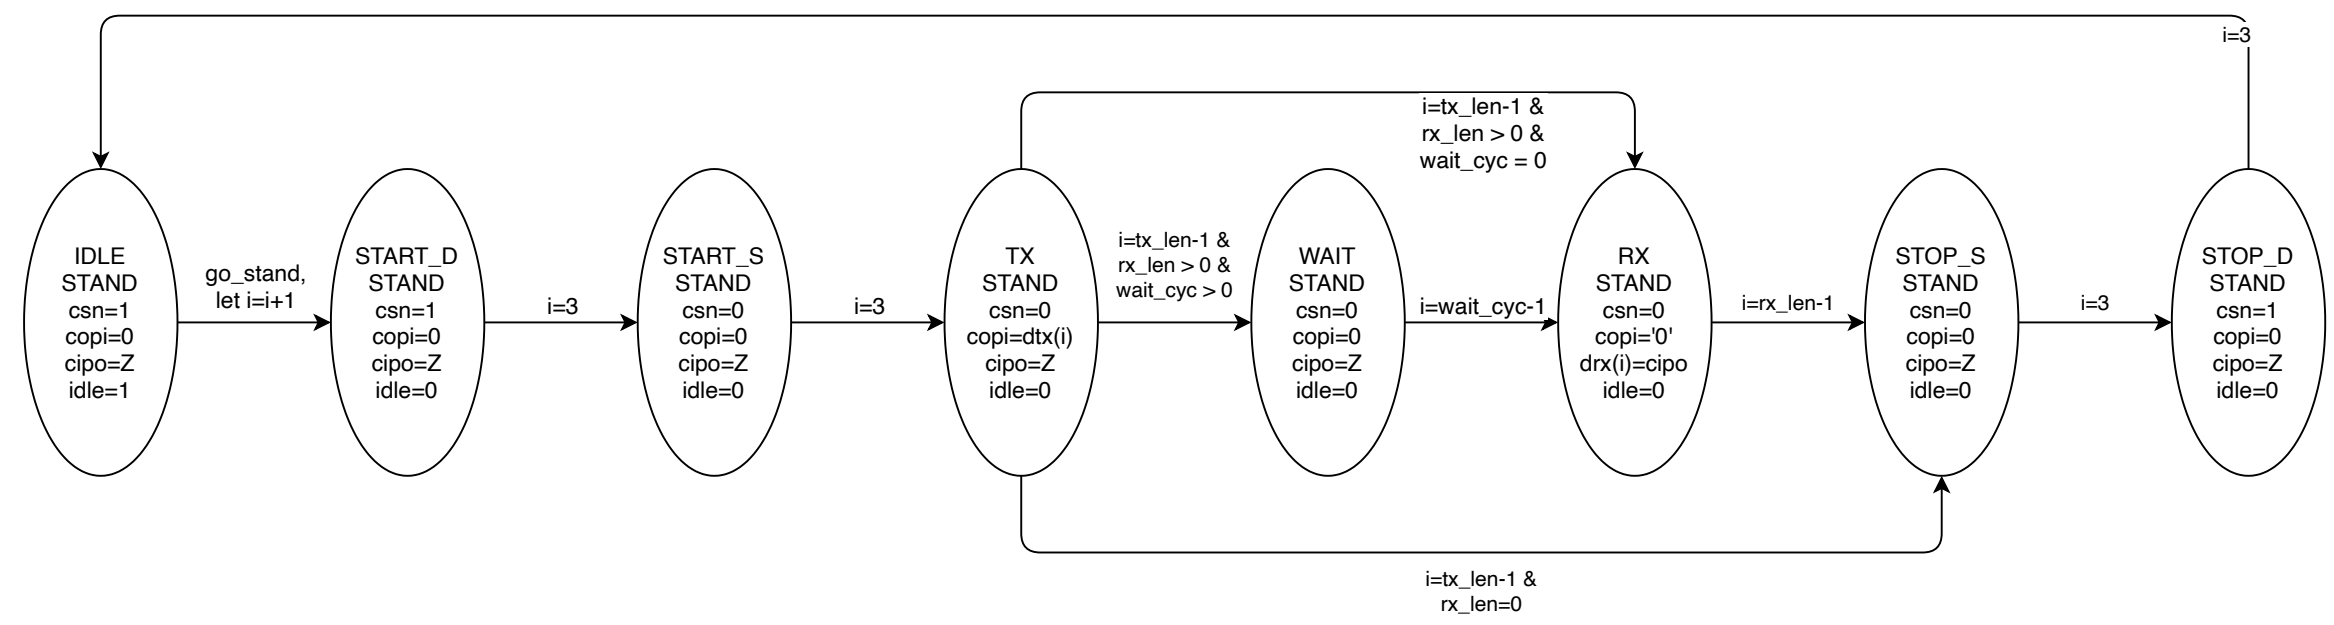 i=3
i=tx_len-1 &
rx_len > 0 &
wait_cyc = 0
IDLE
STAND
csn=1
copi=0
cipo=Z
idle=1
go_stand,
let i=i+1
START_D
STAND
csn=1
copi=0
cipo=Z
idle=0
i=3
START_S
STAND
csn=0
copi=0
cipo=Z
idle=0
i=3
TX
STAND
csn=0
copi=dtx(i)
cipo=Z
idle=0
i=tx_len-1 &
rx_len > 0 &
wait_cyc > 0
WAIT
STAND
csn=0
copi=0
cipo=Z
idle=0
i=wait_cyc-1
RX
STAND
csn=0
copi='0'
drx(i)=cipo
idle=0
i=rx_len-1
STOP_S
STAND
csn=0
copi=0
cipo=Z
idle=0
i=3
STOP_D
STAND
csn=1
copi=0
cipo=Z
idle=0
i=tx_len-1 &
rx_len=0